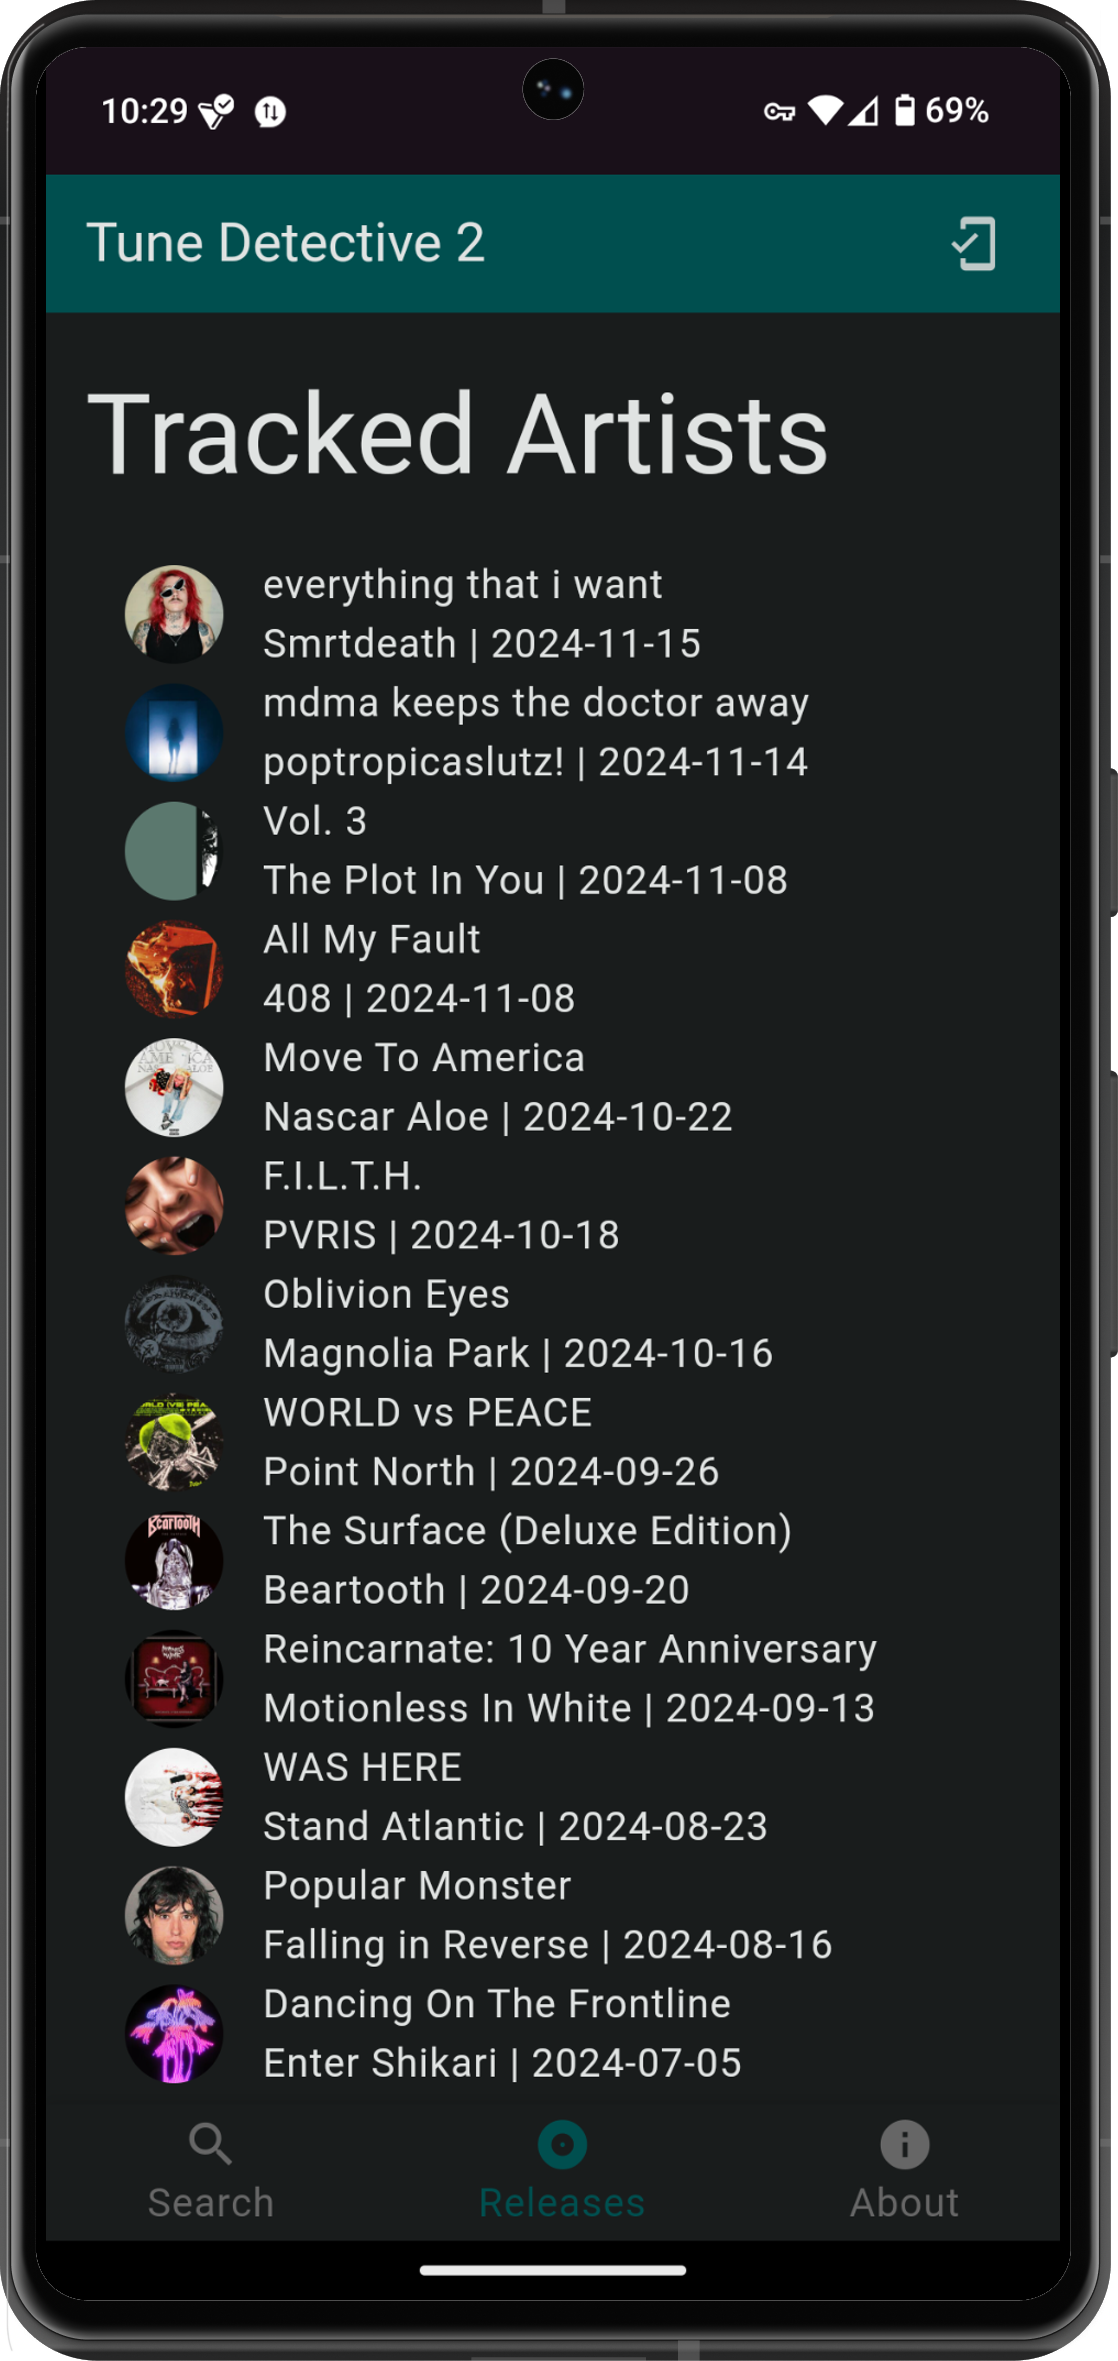 10:29
69%
Tune Detective 2
Tracked Artists
everything that i want
Smrtdeath | 2024-11-15
mdma keeps the doctor away
poptropicaslutz! | 2024-11-14
Vol. 3
The Plot In You | 2024-11-08
All My Fault
408 | 2024-11-08
Move To America
Nascar Aloe | 2024-10-22
F.I.L.T.H.
PVRIS | 2024-10-18
Oblivion Eyes
Magnolia Park | 2024-10-16
WORLD vs PEACE
Point North | 2024-09-26
BEARTOOTH
The Surface (Deluxe Edition)
Beartooth | 2024-09-20
Reincarnate: 10 Year Anniversary
Motionless In White | 2024-09-13
WAS HERE
Stand Atlantic | 2024-08-23
Popular Monster
Falling in Reverse | 2024-08-16
Dancing On The Frontline
Enter Shikari | 2024-07-05
Search
Releases
About